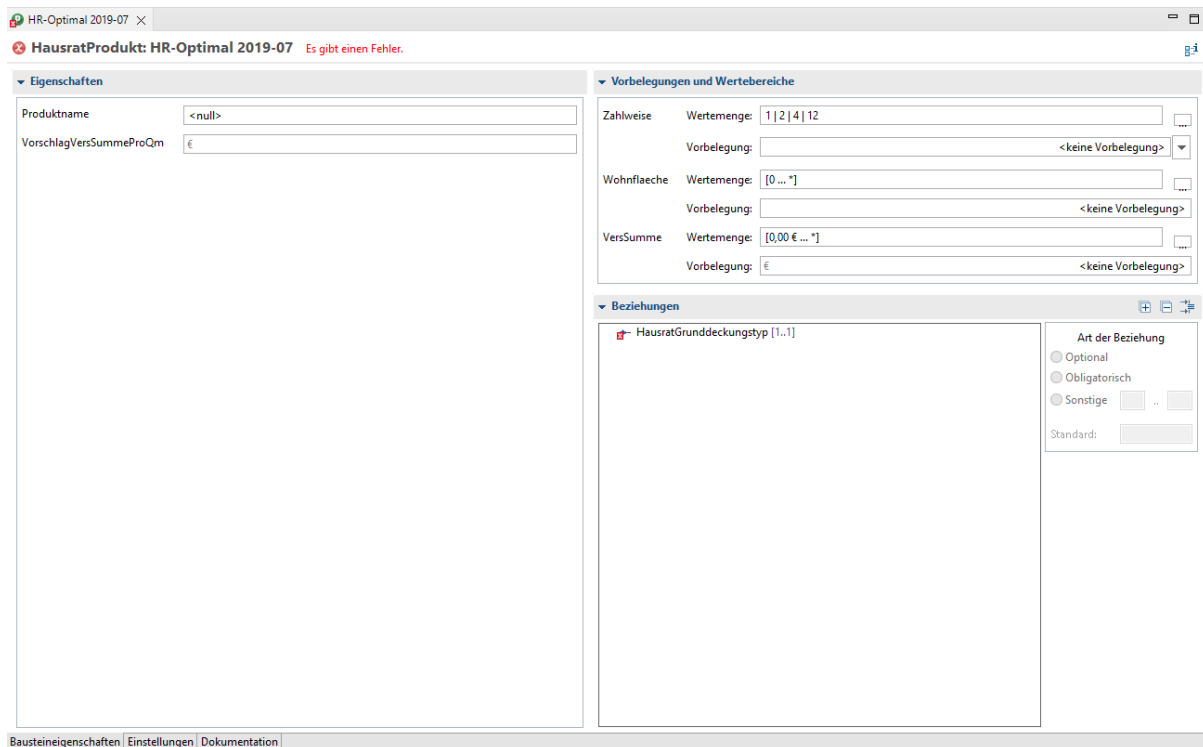 HR-Optimal 2019-07
HausratProdukt: HR-Optimal 2019-07 Es gibt einen Fehler.
Eigenschaften
Produktname <null>
VorschlagVersSummeProQm €
Vorbelegungen und Wertebereiche
Zahlweise Wertemenge: 1 | 2 | 4 | 12 ...
Vorbelegung: <keine Vorbelegung>
Wohnflaeche Wertemenge: [0 ... *] ...
Vorbelegung: <keine Vorbelegung>
VersSumme Wertemenge: [0,00 € ... *] ...
Vorbelegung: € <keine Vorbelegung>
Beziehungen
HausratGrunddeckungstyp [1..1]
Art der Beziehung
Optional
Obligatorisch
Sonstige ..
Standard:
Bausteineigenschaften Einstellungen Dokumentation